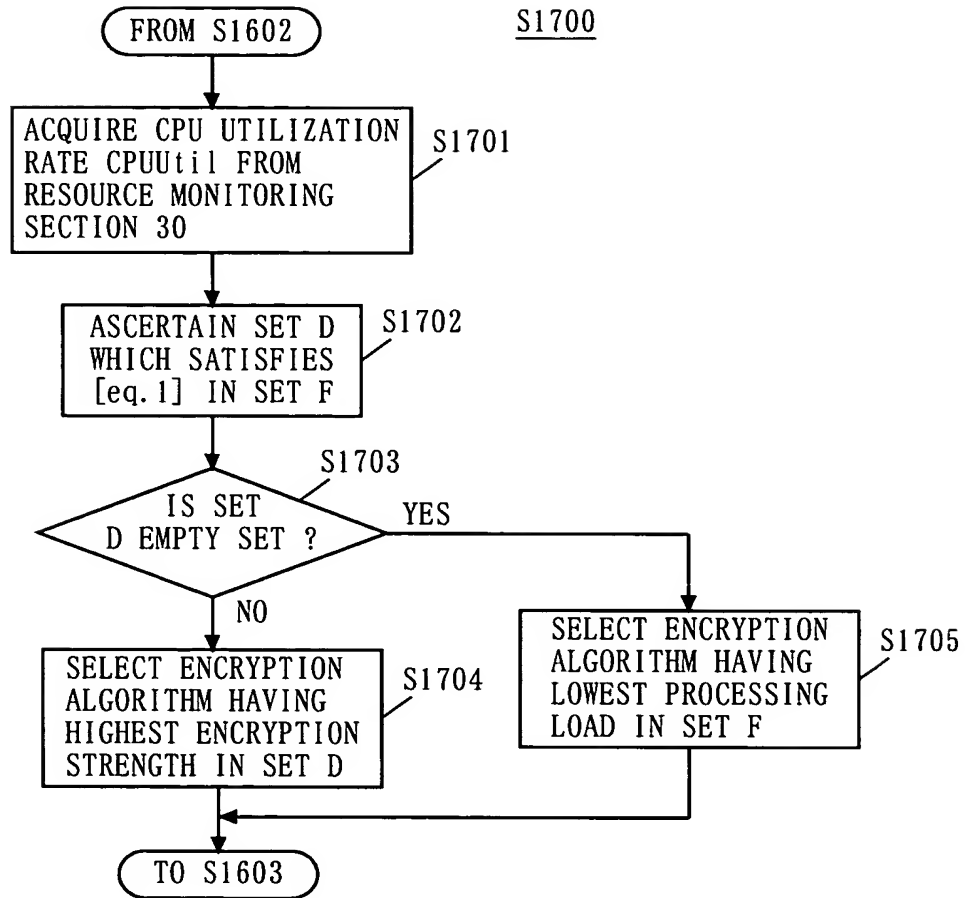 FROM S1602
S1700
ACQUIRE CPU UTILIZATION
RATE CPUUtil FROM
RESOURCE MONITORING
SECTION 30
S1701
ASCERTAIN SET D
WHICH SATISFIES
[eq.1] IN SET F
S1702
S1703
IS SET
D EMPTY SET ?
YES
NO
SELECT ENCRYPTION
ALGORITHM HAVING
HIGHEST ENCRYPTION
STRENGTH IN SET D
S1704
SELECT ENCRYPTION
ALGORITHM HAVING
LOWEST PROCESSING
LOAD IN SET F
S1705
TO S1603